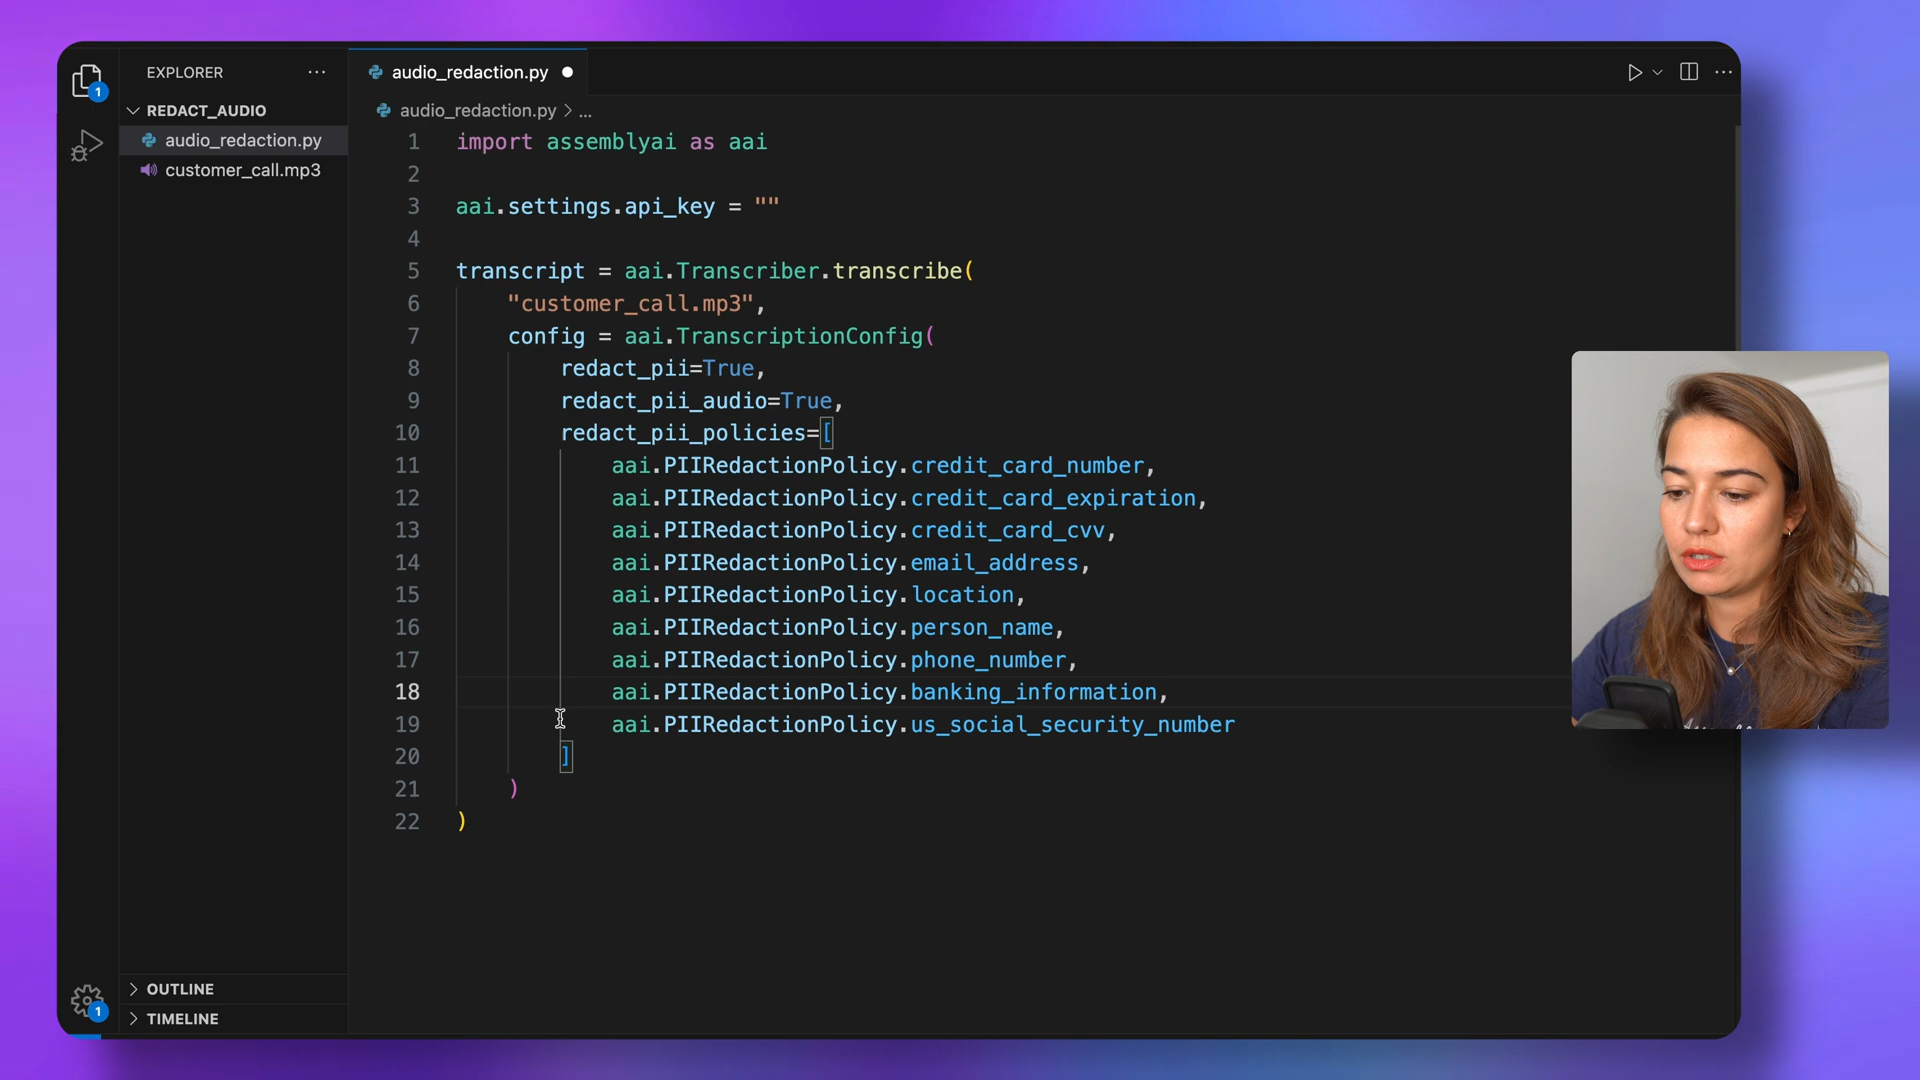 EXPLORER
REDACT_AUDIO
audio_redaction.py
customer_call.mp3
OUTLINE
TIMELINE
1
1
audio_redaction.py
audio_redaction.py > ...
1 import assemblyai as aai
2
3 aai.settings.api_key = ""
4
5 transcript = aai.Transcriber.transcribe(
6 "customer_call.mp3",
7 config = aai.TranscriptionConfig(
8 redact_pii=True,
9 redact_pii_audio=True,
10 redact_pii_policies=[
11 aai.PIIRedactionPolicy.credit_card_number,
12 aai.PIIRedactionPolicy.credit_card_expiration,
13 aai.PIIRedactionPolicy.credit_card_cvv,
14 aai.PIIRedactionPolicy.email_address,
15 aai.PIIRedactionPolicy.location,
16 aai.PIIRedactionPolicy.person_name,
17 aai.PIIRedactionPolicy.phone_number,
18 aai.PIIRedactionPolicy.banking_information,
19 aai.PIIRedactionPolicy.us_social_security_number
20 ]
21 )
22 )